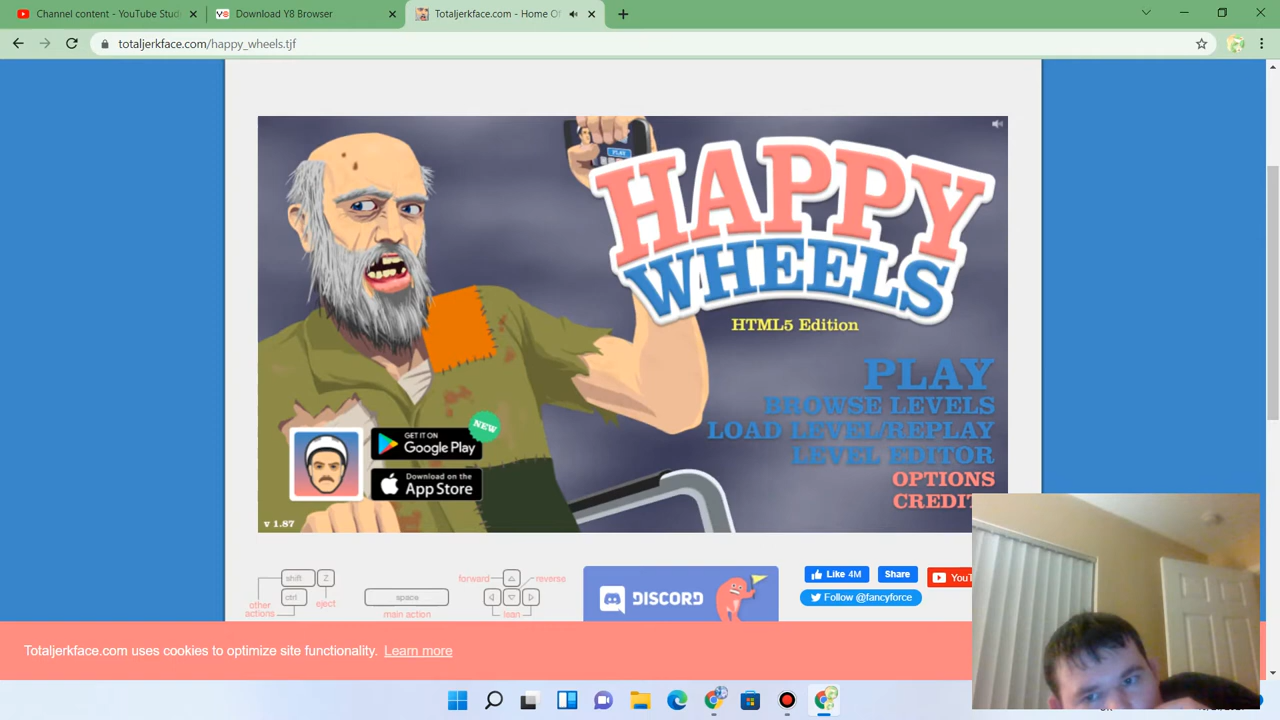 Channel content - YouTube Stud
Download Y8 Browser
Totaljerkface.com - Home Of
totaljerkface.com/happy_wheels.tjf
HAPPY
WHEELS
HTML5 Edition
PLAY
BROWSE LEVELS
LOAD LEVEL/REPLAY
LEVEL EDITOR
OPTIONS
CREDIT
PLAY
NEW
GET IT ON
Google Play
Download on the
App Store
v 1.87
shift
Z
ctrl
other
actions
eject
space
main action
forward
reverse
lean
DISCORD
Like 4M
Share
YouT
Follow @fancyforce
Totaljerkface.com uses cookies to optimize site functionality. Learn more